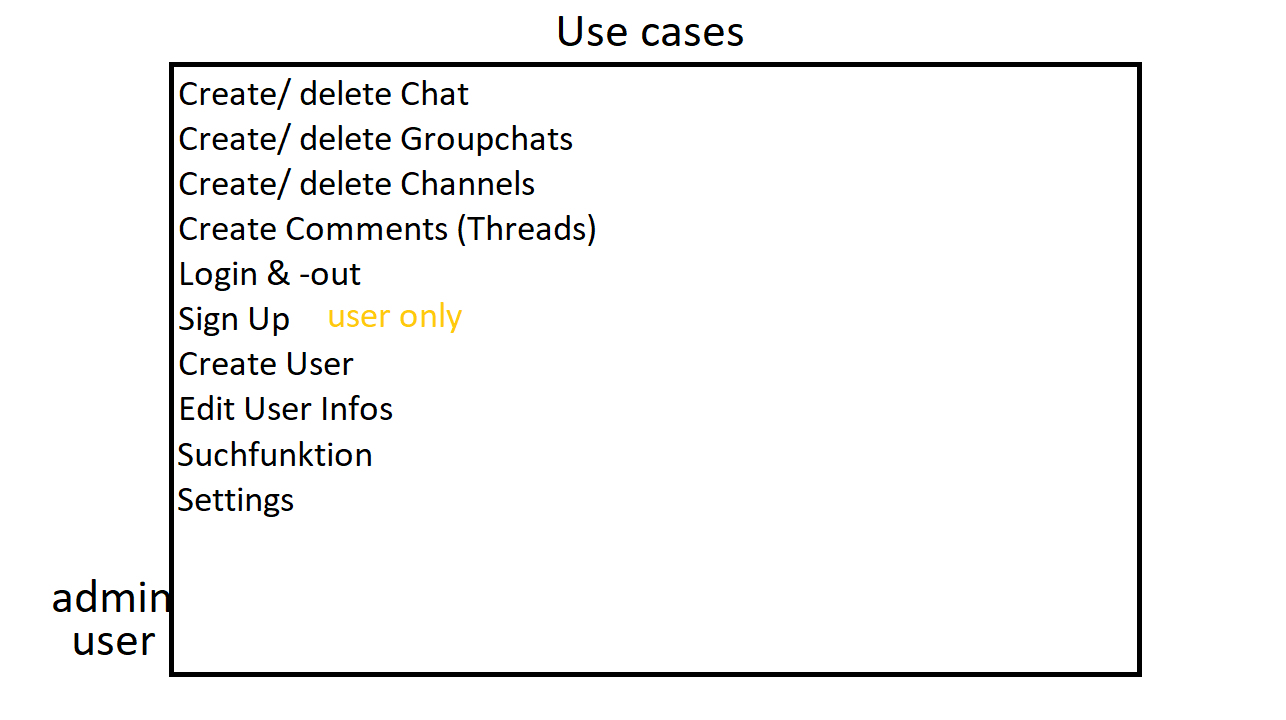 Use cases
Create/ delete Chat
Create/ delete Groupchats
Create/ delete Channels
Create Comments (Threads)
Login & -out
Sign Up user only
Create User
Edit User Infos
Suchfunktion
Settings
admin
user